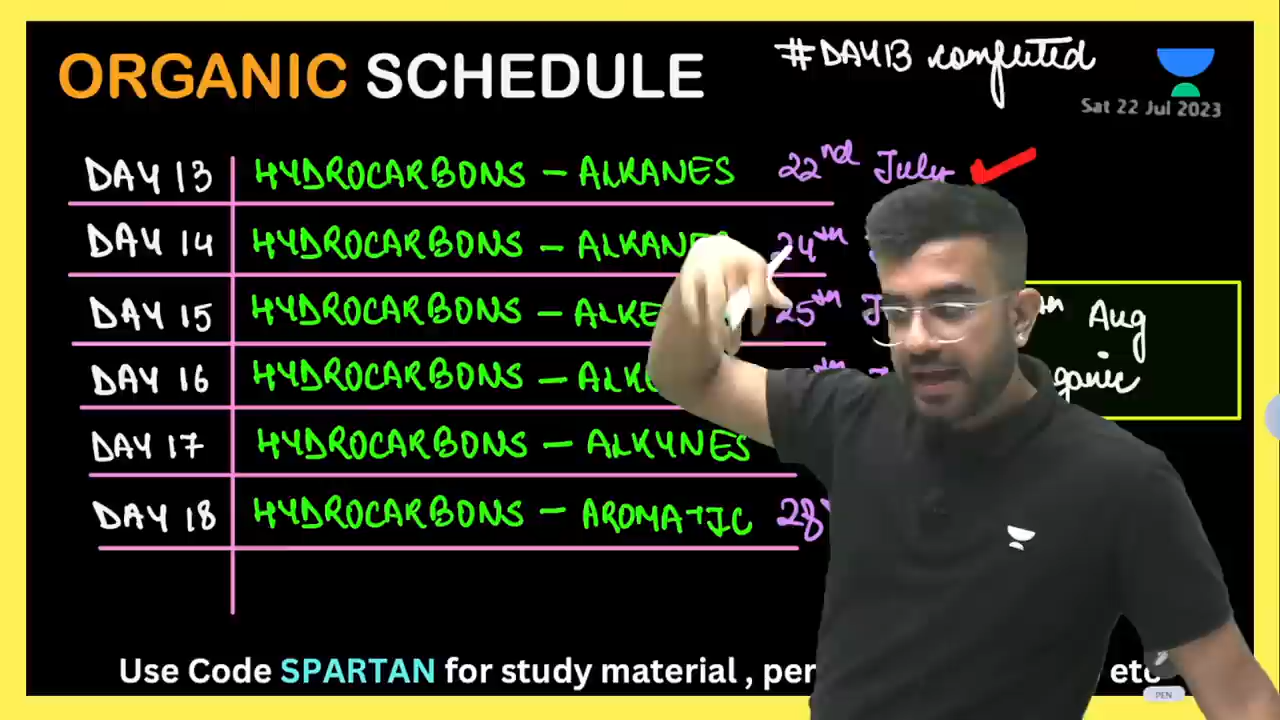 ORGANIC SCHEDULE
#DAY13 completed
Sat 22 Jul 2023
DAY 13 HYDROCARBONS – ALKANES 22nd July
DAY 14 HYDROCARBONS – 24th
DAY 15 HYDROCARBONS – 25th
DAY 16 HYDROCARBONS –
Aug
DAY 17 HYDROCARBONS – ALKYNES
DAY 18 HYDROCARBONS – AROMATIC 28
Use Code SPARTAN for study material , etc
PEN